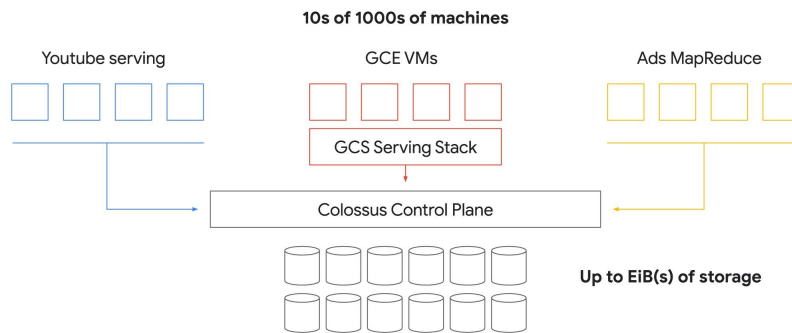 10s of 1000s of machines
Youtube serving
GCE VMs
Ads MapReduce
GCS Serving Stack
Colossus Control Plane
Up to EiB(s) of storage